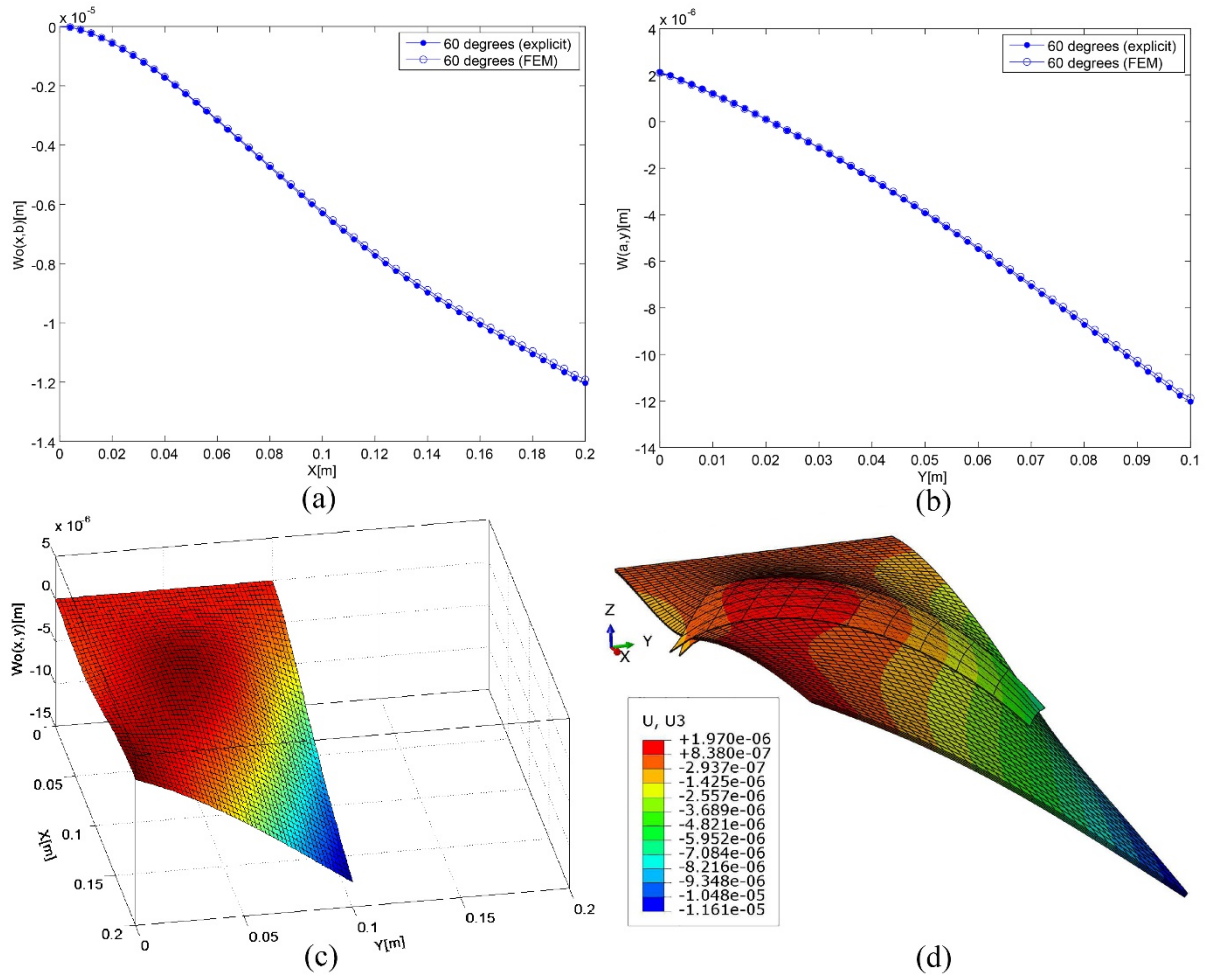 x 10-5
60 degrees (explicit)
60 degrees (FEM)
0
-0.2
-0.4
-0.6
-0.8
-1
-1.2
-1.4
Wo(x,b)[m]
0 0.02 0.04 0.06 0.08 0.1 0.12 0.14 0.16 0.18 0.2
X[m]
(a)
x 10-6
60 degrees (explicit)
60 degrees (FEM)
4
2
0
-2
-4
-6
-8
-10
-12
-14
W(a,y)[m]
0 0.01 0.02 0.03 0.04 0.05 0.06 0.07 0.08 0.09 0.1
Y[m]
(b)
x 10-6
5
0
-5
-10
-15
Wo(x,y)[m]
0
0.05
0.1
0.15
0.2
X[m]
0
0.05
0.1
0.15
0.2
Y[m]
(c)
Z
Y
X
U, U3
+1.970e-06
+8.380e-07
-2.937e-07
-1.425e-06
-2.557e-06
-3.689e-06
-4.821e-06
-5.952e-06
-7.084e-06
-8.216e-06
-9.348e-06
-1.048e-05
-1.161e-05
(d)